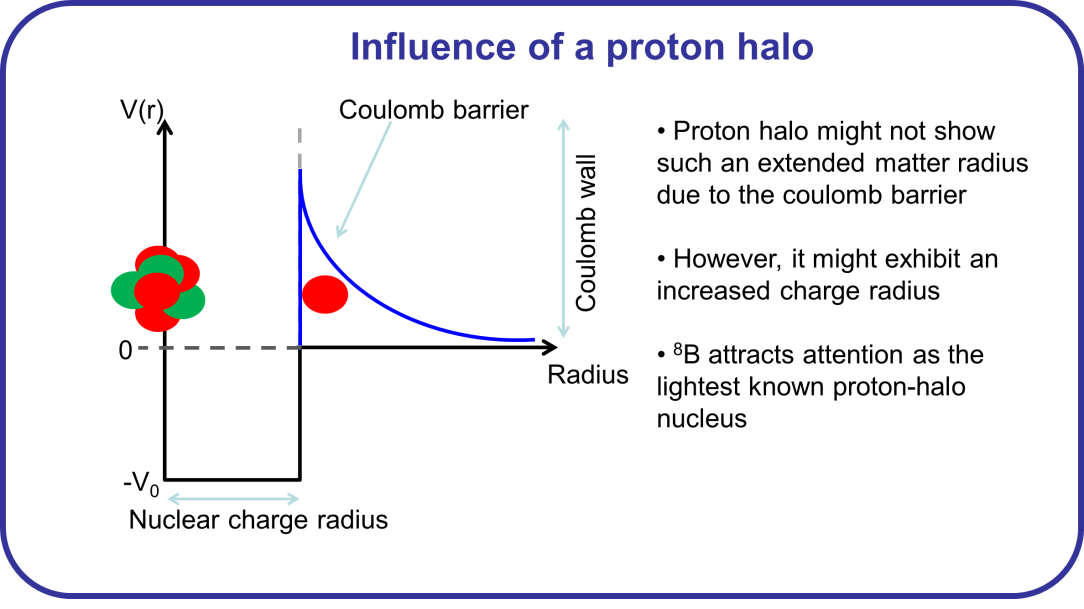 Influence of a proton halo
V(r)
Coulomb barrier
Coulomb wall
0
Radius
-V₀
Nuclear charge radius
• Proton halo might not show
such an extended matter radius
due to the coulomb barrier
• However, it might exhibit an
increased charge radius
• ⁸B attracts attention as the
lightest known proton-halo
nucleus